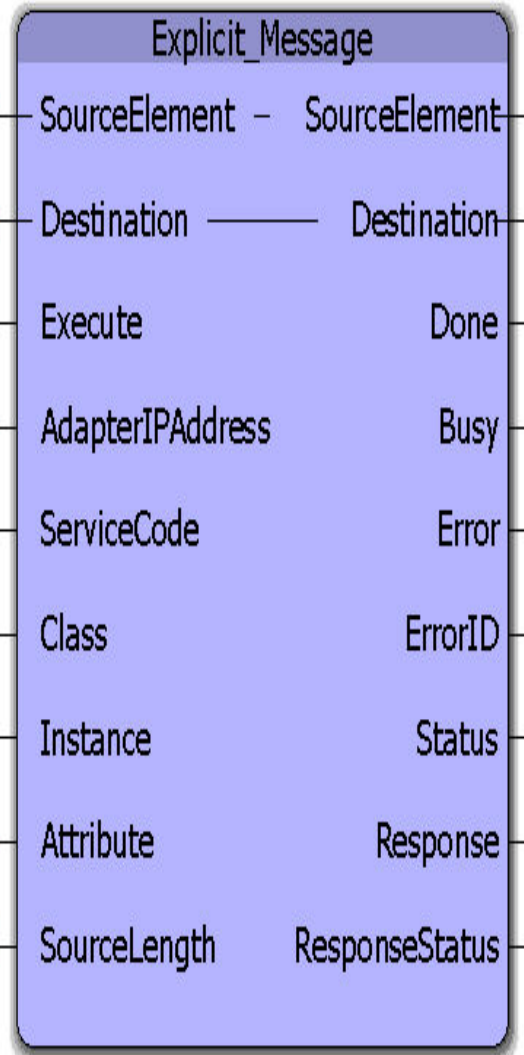 Explicit_Message
SourceElement SourceElement
Destination Destination
Execute Done
AdapterIPAddress Busy
ServiceCode Error
Class ErrorID
Instance Status
Attribute Response
SourceLength ResponseStatus